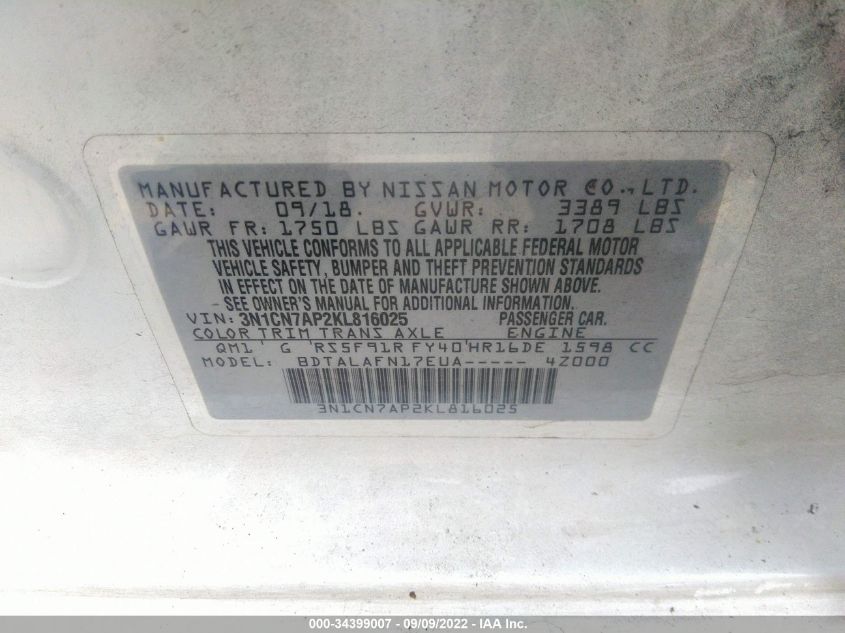 MANUFACTURED BY NISSAN MOTOR CO., LTD.
DATE: 09/18. GVWR: 3389 LBS
GAWR FR: 1750 LBS GAWR RR: 1708 LBS
THIS VEHICLE CONFORMS TO ALL APPLICABLE FEDERAL MOTOR
VEHICLE SAFETY, BUMPER AND THEFT PREVENTION STANDARDS
IN EFFECT ON THE DATE OF MANUFACTURE SHOWN ABOVE.
- SEE OWNER'S MANUAL FOR ADDITIONAL INFORMATION.
VIN: 3N1CN7AP2KL816025 PASSENGER CAR.
COLOR TRIM TRANS AXLE ENGINE
QM1 ' G ' RS5F91R FY40 ' HR16DE 1598 CC
MODEL: BDTALAFN17EUA----- 4Z000
3N1CN7AP2KL816025
000-34399007 - 09/09/2022 - IAA Inc.